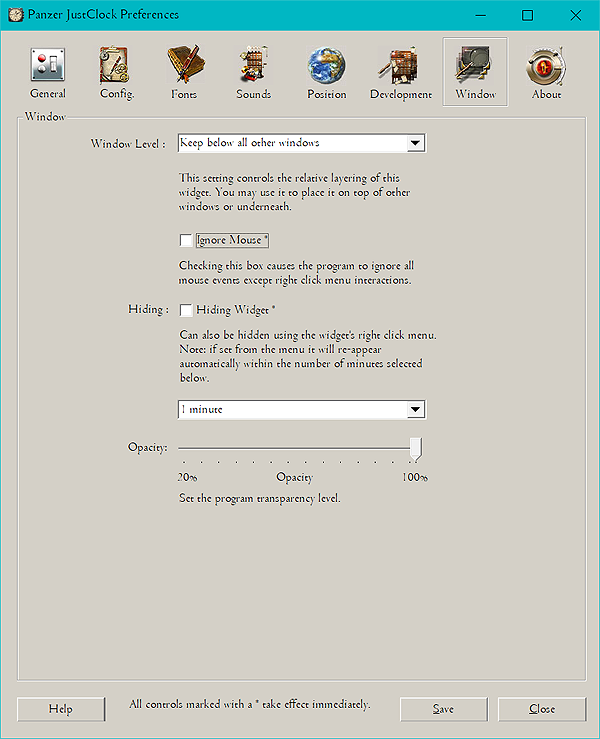 Panzer JustClock Preferences
General Config. Fonts Sounds Position Development Window About
Window
Window Level : Keep below all other windows
This setting controls the relative layering of this
widget. You may use it to place it on top of other
windows or underneath.
Ignore Mouse *
Checking this box causes the program to ignore all
mouse events except right click menu interactions.
Hiding : Hiding Widget *
Can also be hidden using the widget's right click menu.
Note: if set from the menu it will re-appear
automatically within the number of minutes selected
below.
1 minute
Opacity:
20% Opacity 100%
Set the program transparency level.
Help All controls marked with a * take effect immediately. Save Close